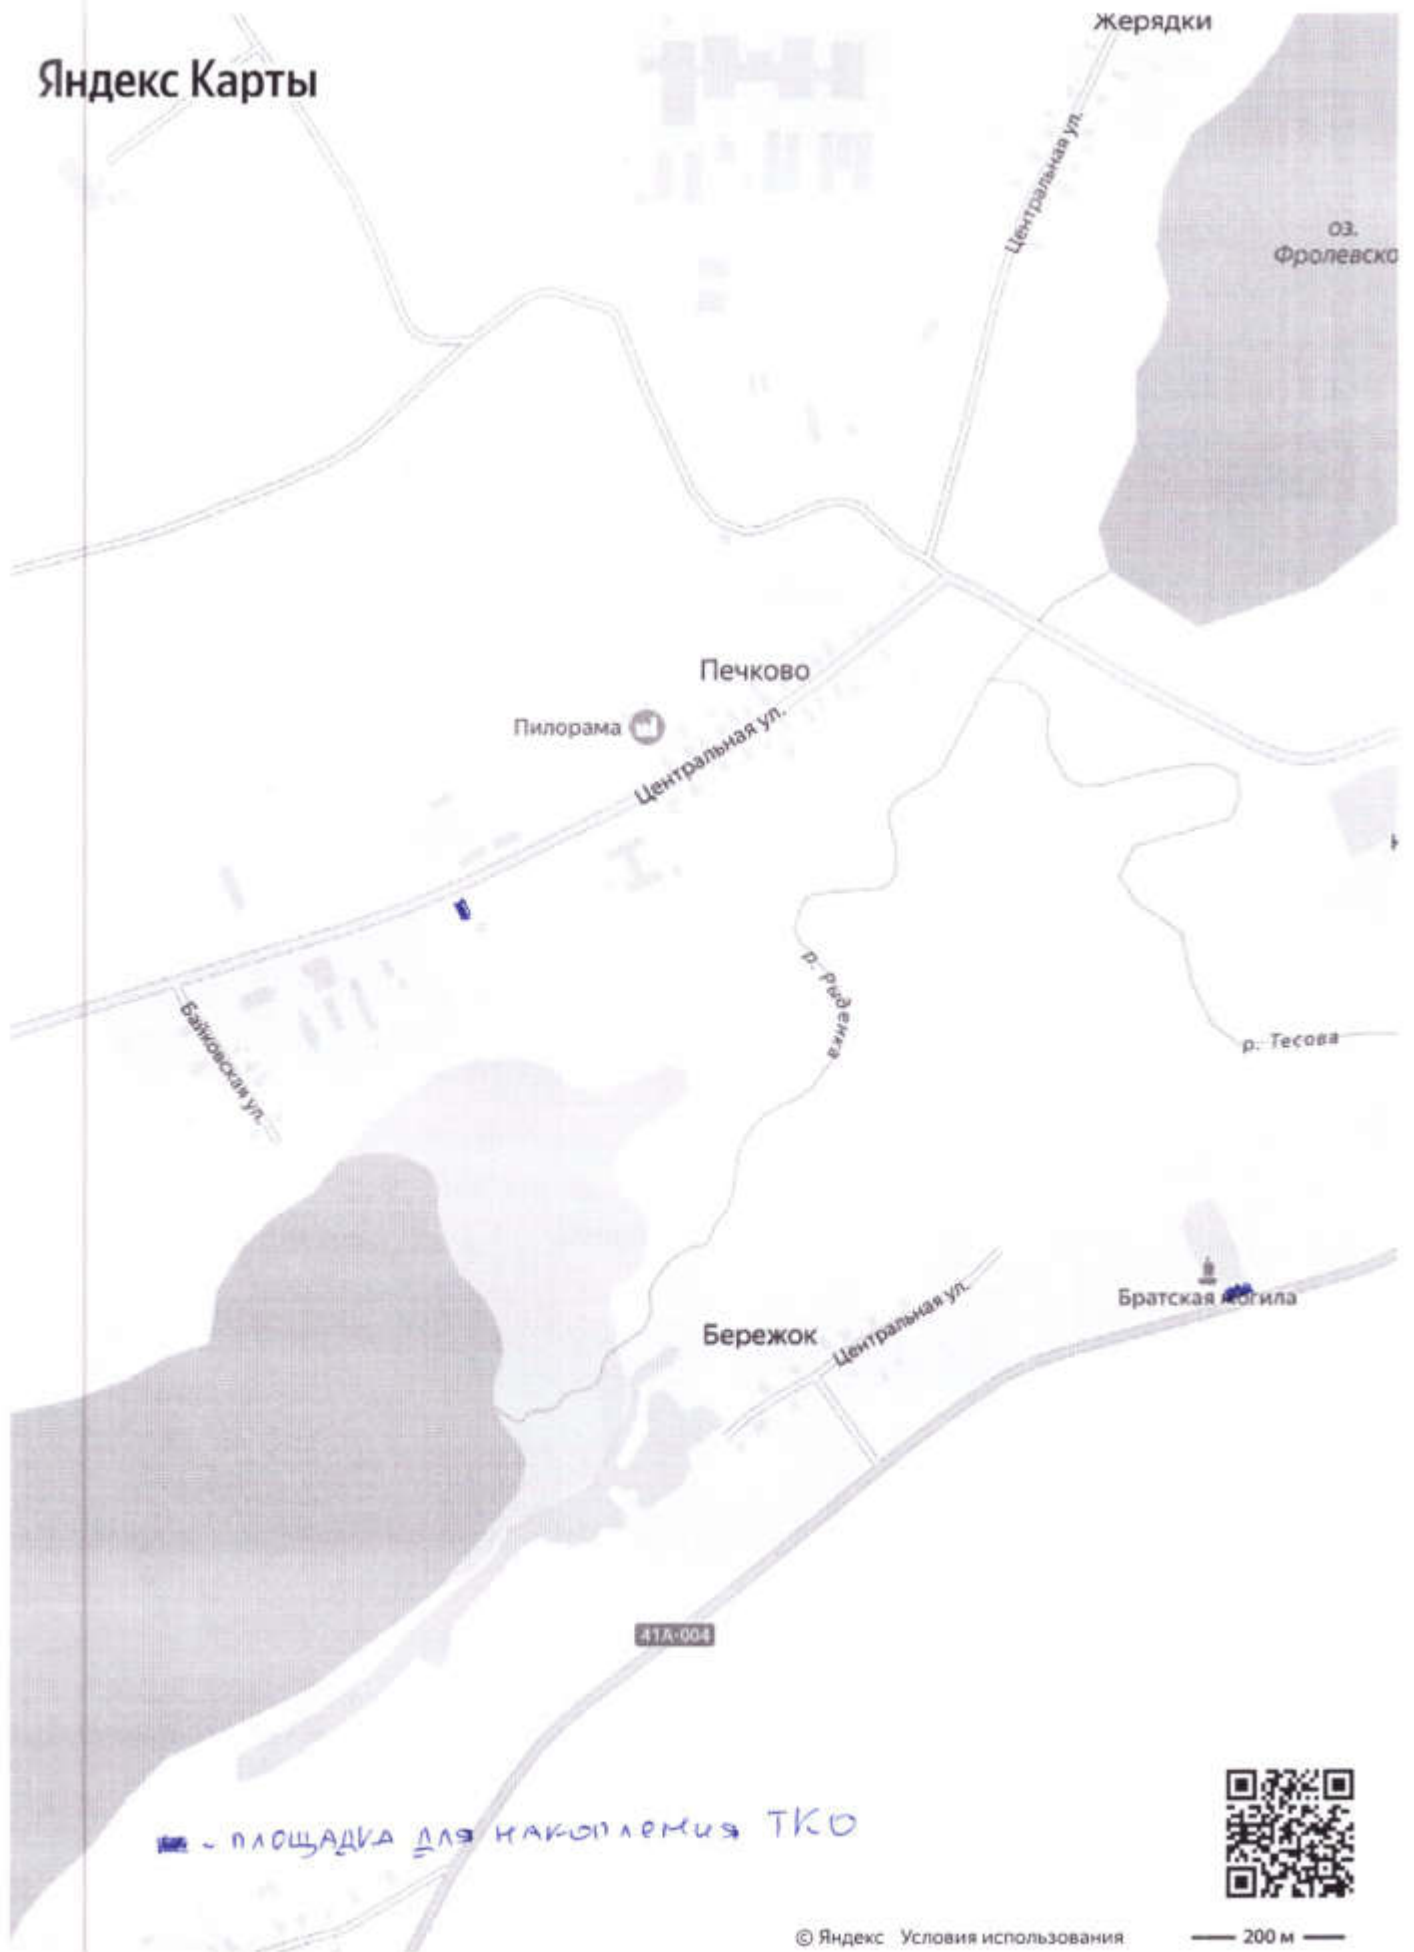 Жерядки
Яндекс Карты
Центральная ул.
оз.
Фролевско
Печково
Пилорама
Центральная ул.
р. Рыденка
Байковская ул.
р. Тесова
Братская могила
Бережок
Центральная ул.
41А-004
- площадка для накопления ТКО
© Яндекс Условия использования
200 м